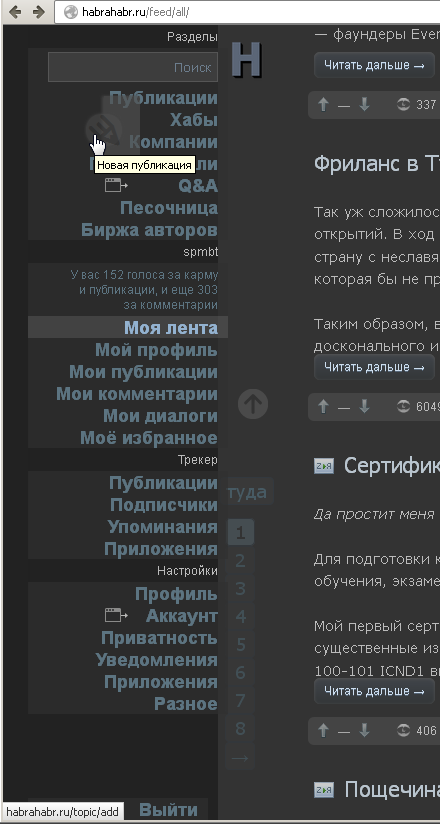 habrahabr.ru/feed/all/
Разделы
Поиск
Публикации
Хабы
Компании
Новая публикация
Q&A
Песочница
Биржа авторов
spmbt
У вас 152 голоса за карму
и публикации, и еще 303
за комментарии
Моя лента
Мой профиль
Мои публикации
Мои комментарии
Мои диалоги
Моё избранное
Трекер
Публикации
Подписчики
Упоминания
Приложения
Настройки
Профиль
Аккаунт
Приватность
Уведомления
Приложения
Разное
habrahabr.ru/topic/add
Выйти
H
туда
1
2
3
4
5
6
7
8
→
— фаундеры Ever
Читать дальше →
— 337
Фриланс в Т
Так уж сложилос
открытий. В ход
страну с неславя
которая бы не пр
Таким образом, в
досконального и
Читать дальше →
— 6049
Z Я Сертифик
Да простит меня
Для подготовки к
обучения, экзаме
Мой первый серт
существенные из
100-101 ICND1 в
Читать дальше →
— 406
Z Я Пощечина